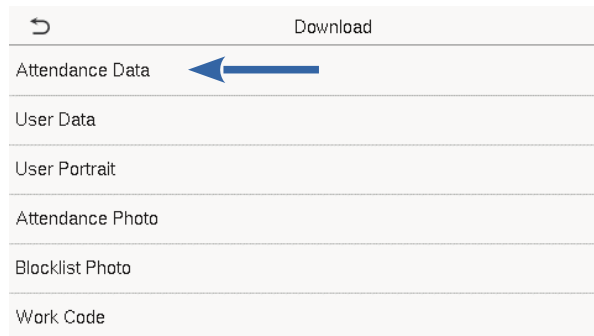 Download
Attendance Data
User Data
User Portrait
Attendance Photo
Blocklist Photo
Work Code